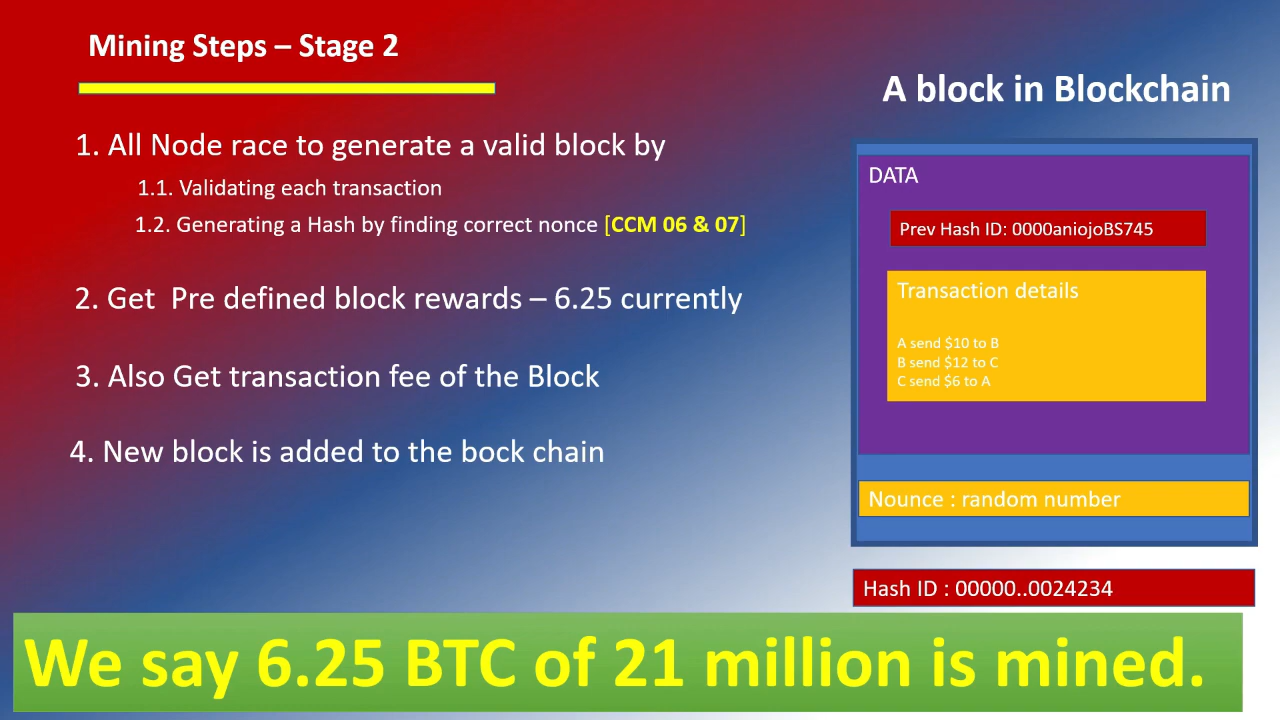 Mining Steps – Stage 2
1. All Node race to generate a valid block by
1.1. Validating each transaction
1.2. Generating a Hash by finding correct nonce [CCM 06 & 07]
2. Get  Pre defined block rewards – 6.25 currently
3. Also Get transaction fee of the Block
4. New block is added to the bock chain
A block in Blockchain
DATA
Prev Hash ID: 0000aniojoBS745
Transaction details
A send $10 to B
B send $12 to C
C send $6 to A
Nounce : random number
Hash ID : 00000..0024234
We say 6.25 BTC of 21 million is mined.